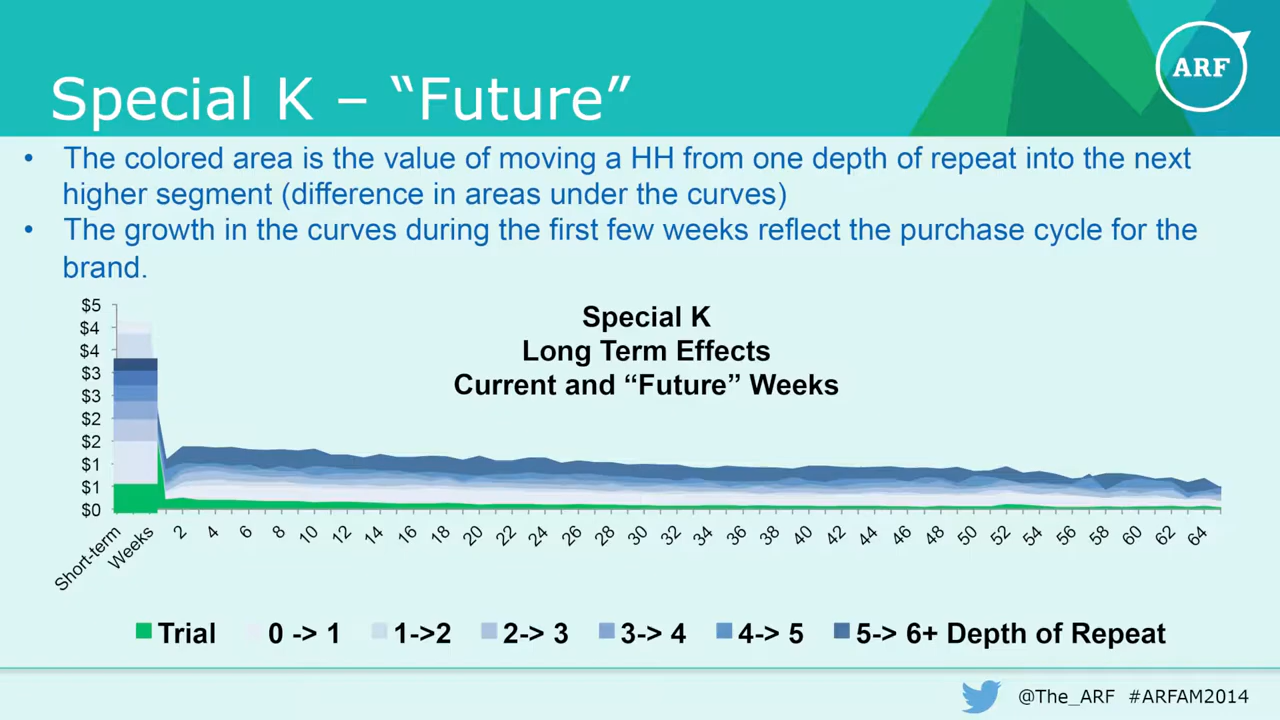 ARF
Special K – “Future”
• The colored area is the value of moving a HH from one depth of repeat into the next
higher segment (difference in areas under the curves)
• The growth in the curves during the first few weeks reflect the purchase cycle for the
brand.
Special K
Long Term Effects
Current and “Future” Weeks
$5
$4
$4
$3
$3
$2
$2
$1
$1
$0
Short-term
Weeks
2 4 6 8 10 12 14 16 18 20 22 24 26 28 30 32 34 36 38 40 42 44 46 48 50 52 54 56 58 60 62 64
Trial 0 -> 1 1->2 2-> 3 3-> 4 4-> 5 5-> 6+ Depth of Repeat
@The_ARF #ARFAM2014